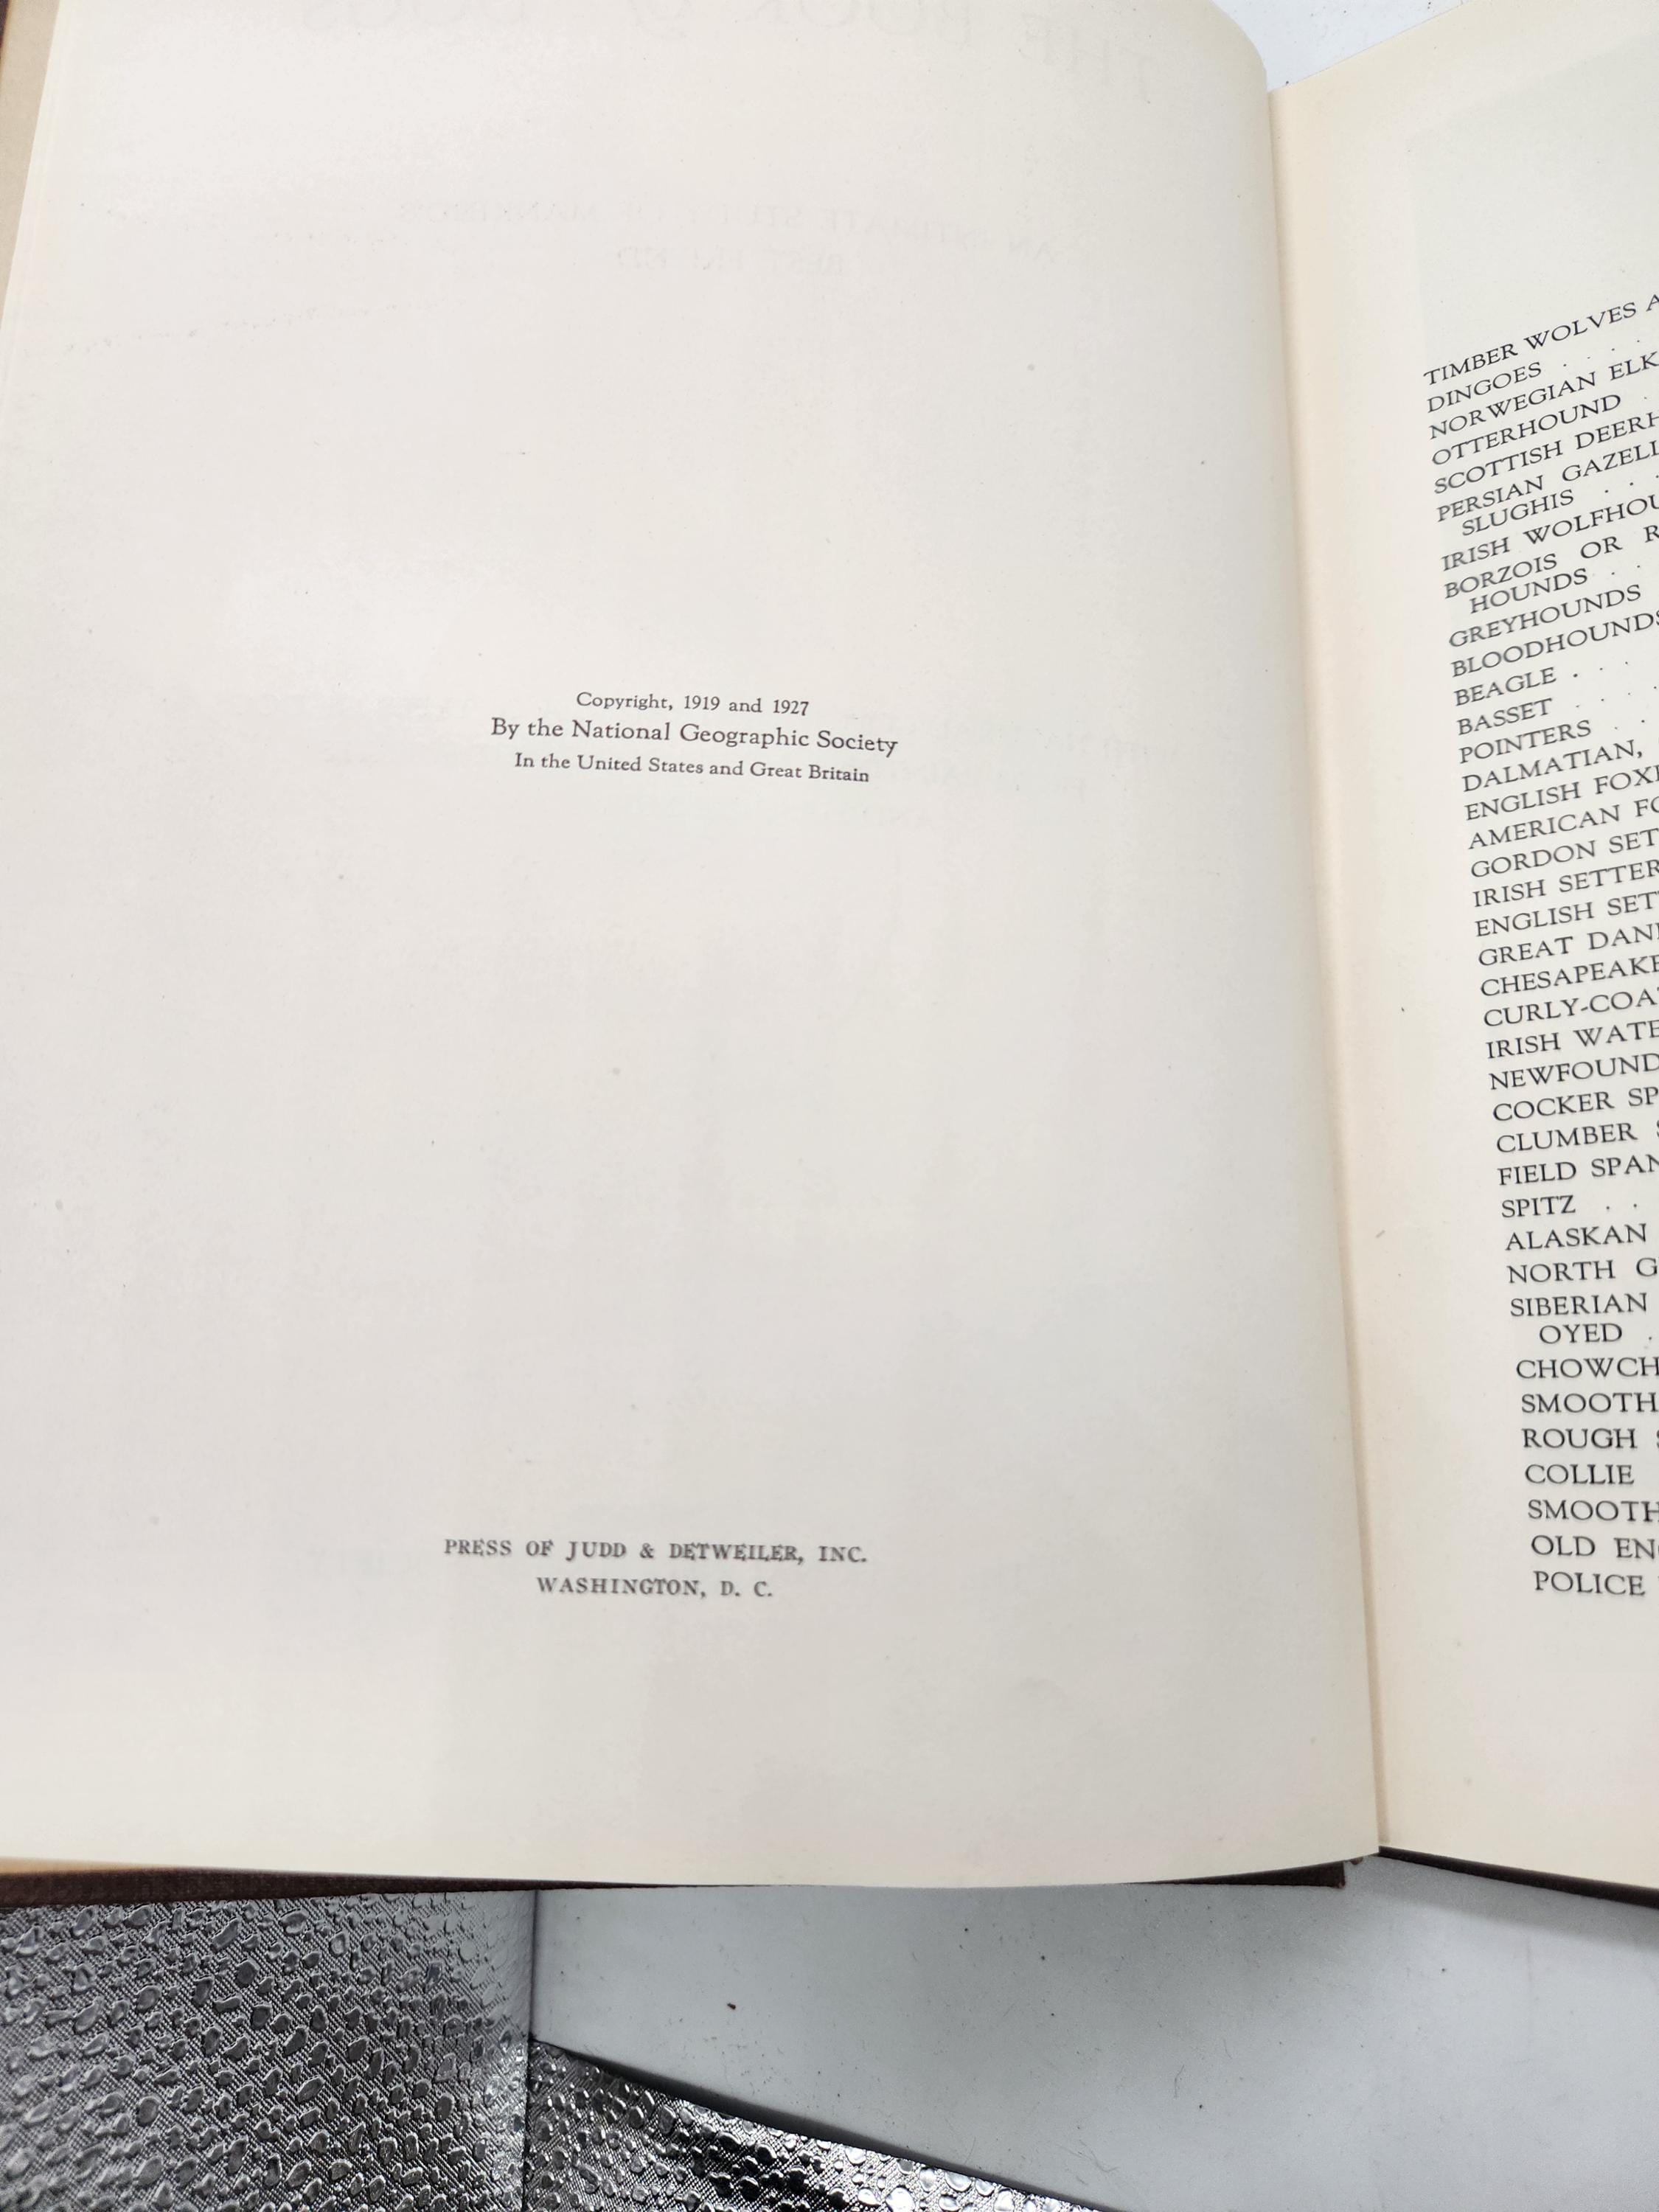 Copyright, 1919 and 1927
By the National Geographic Society
In the United States and Great Britain
PRESS OF JUDD & DETWEILER, INC.
WASHINGTON, D. C.
TIMBER WOLVES
DINGOES . . . .
NORWEGIAN
OTTERHOUND .
SCOTTISH
PERSIAN
SLUGHIS . . .
IRISH
BORZOIS OR
HOUNDS . . .
GREYHOUNDS
BLOODHOUNDS
BEAGLE . . .
BASSET . . . .
POINTERS . . .
DALMATIAN,
ENGLISH
AMERICAN
GORDON
IRISH SETTER
ENGLISH
GREAT
CHESAPEAKE
CURLY-
IRISH
COCKER
CLUMBER
FIELD
SPITZ . .
ALASKAN
NORTH
SIBERIAN
OYED .
SMOOTH
ROUGH
COLLIE
SMOOTH
OLD
POLICE